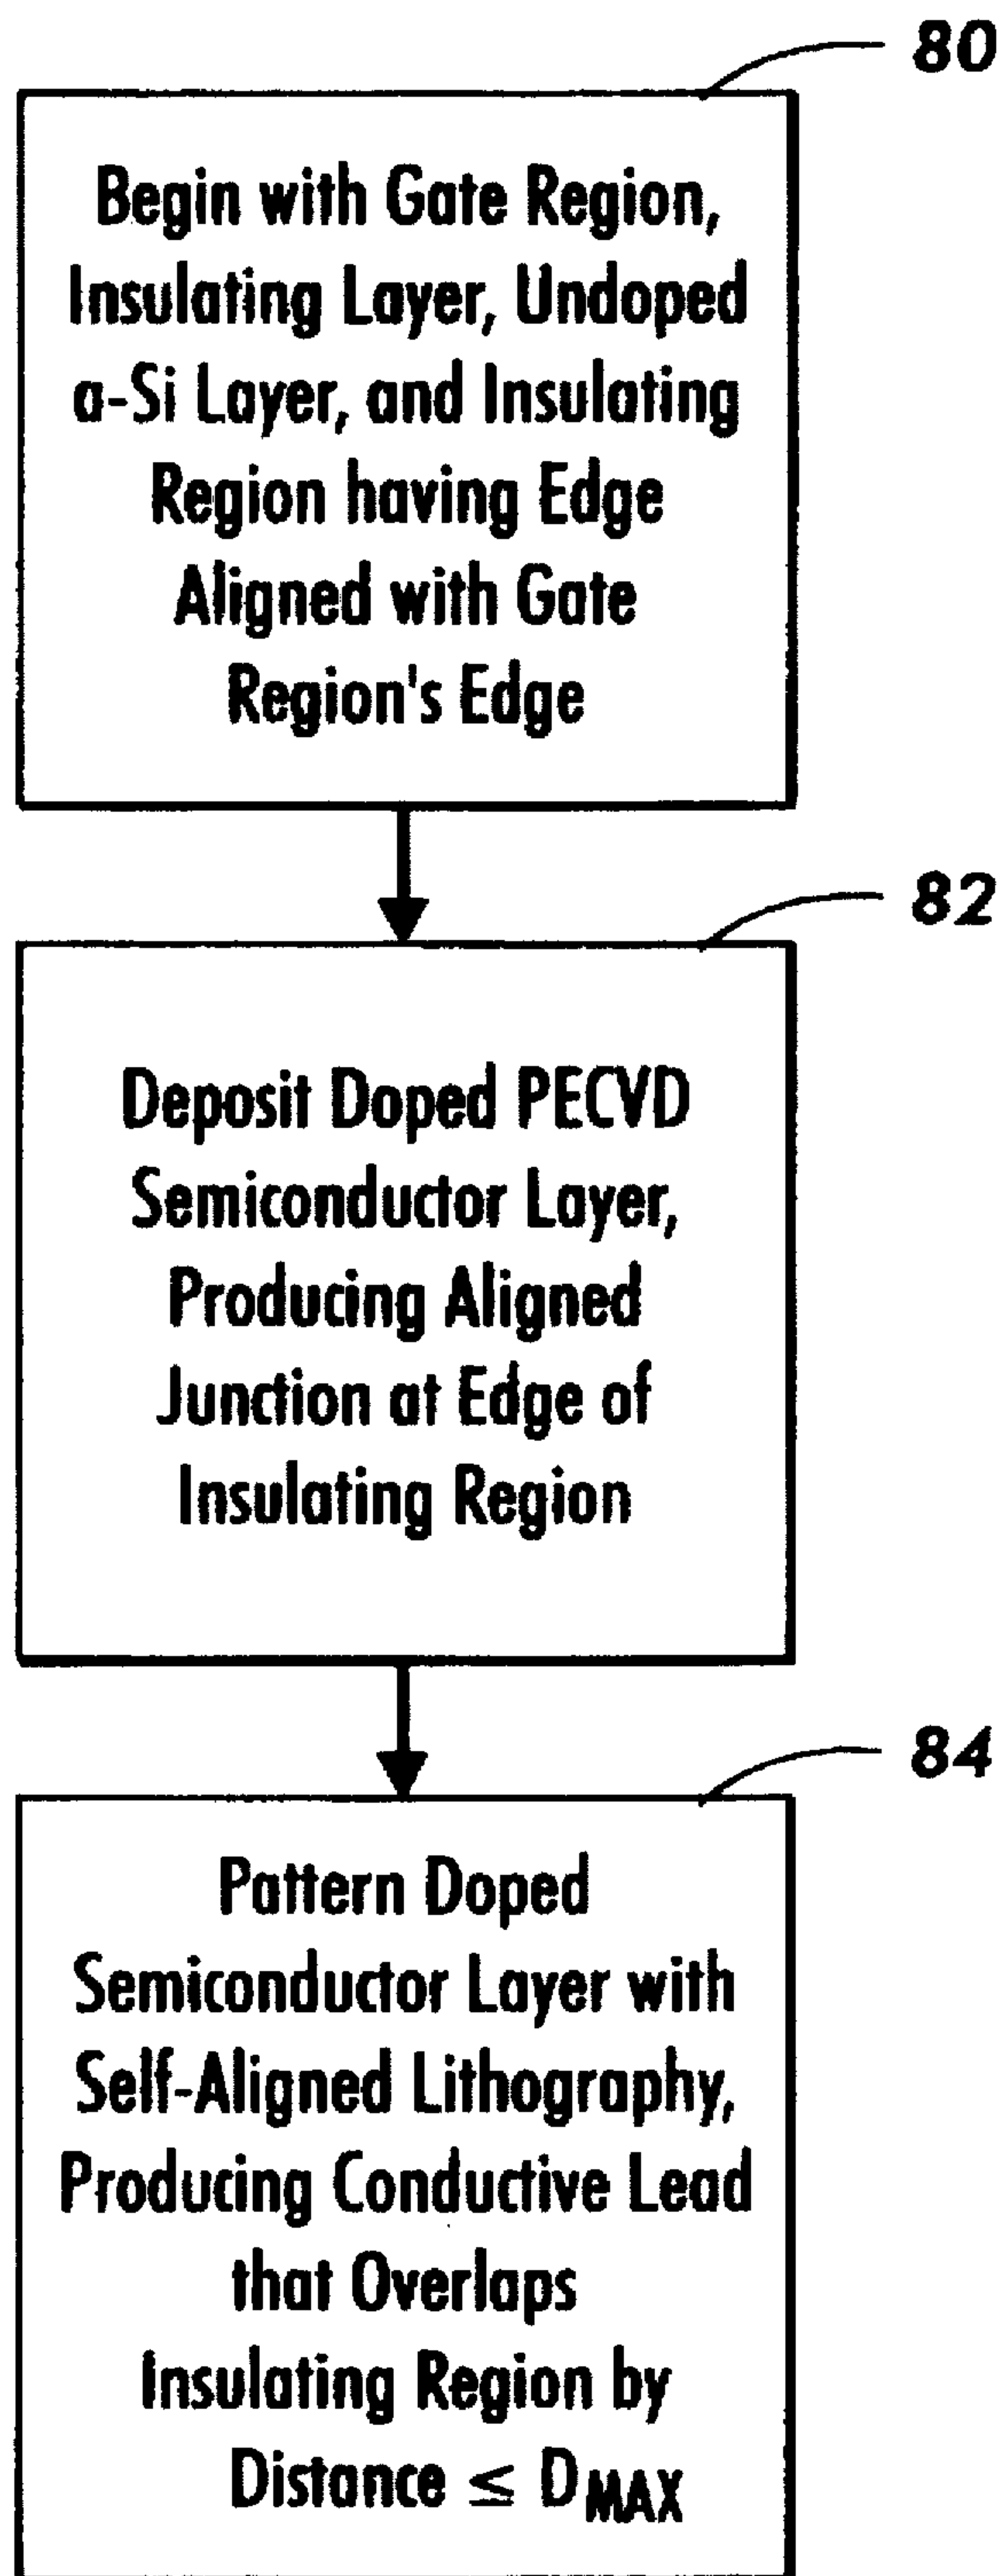 80
Begin with Gate Region,
Insulating Layer, Undoped
a-Si Layer, and Insulating
Region having Edge
Aligned with Gate
Region's Edge
82
Deposit Doped PECVD
Semiconductor Layer,
Producing Aligned
Junction at Edge of
Insulating Region
84
Pattern Doped
Semiconductor Layer with
Self-Aligned Lithography,
Producing Conductive Lead
that Overlaps
Insulating Region by
Distance ≤ DMAX